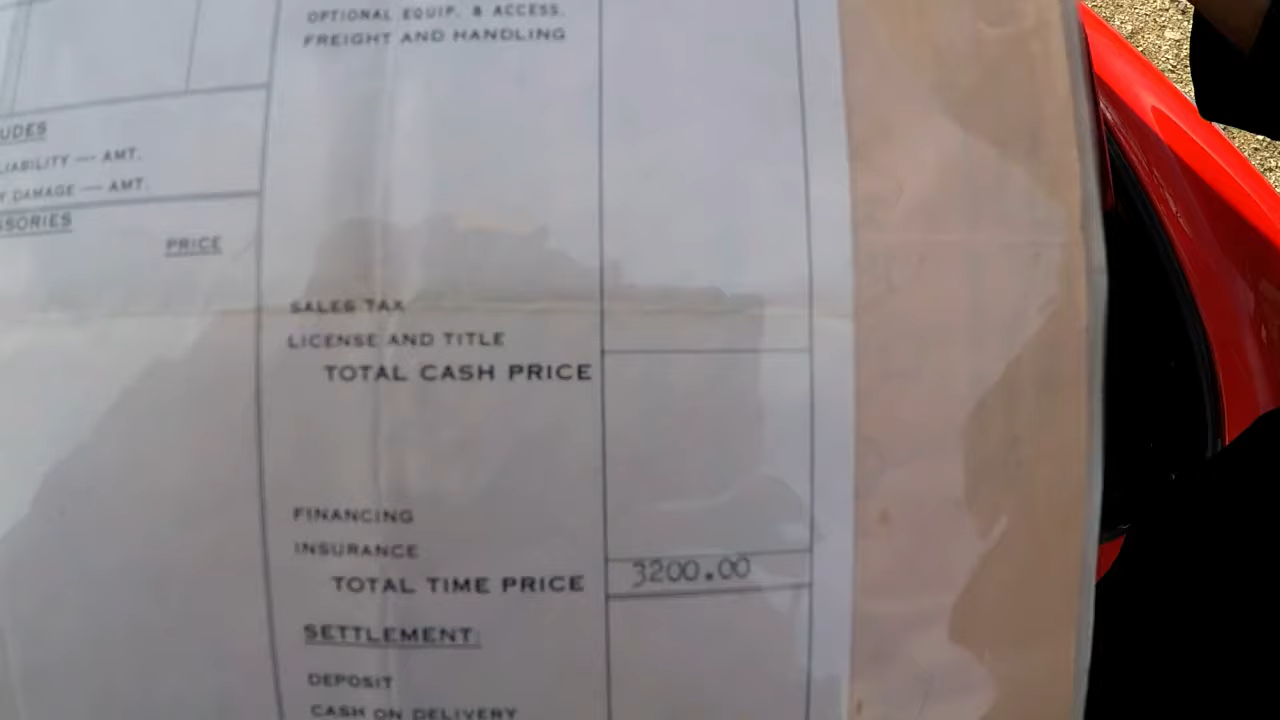 OPTIONAL EQUIP. & ACCESS.
FREIGHT AND HANDLING
UDES
LIABILITY — AMT.
Y DAMAGE — AMT.
SSORIES
PRICE
SALES TAX
LICENSE AND TITLE
TOTAL CASH PRICE
FINANCING
INSURANCE
TOTAL TIME PRICE 3200.00
SETTLEMENT:
DEPOSIT
CASH ON DELIVERY